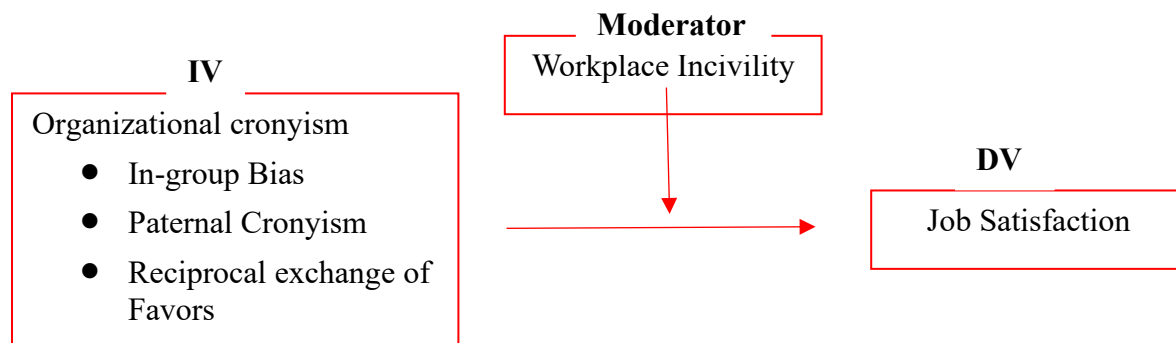 Moderator
Workplace Incivility
IV
Organizational cronyism
● In-group Bias
● Paternal Cronyism
● Reciprocal exchange of
Favors
DV
Job Satisfaction